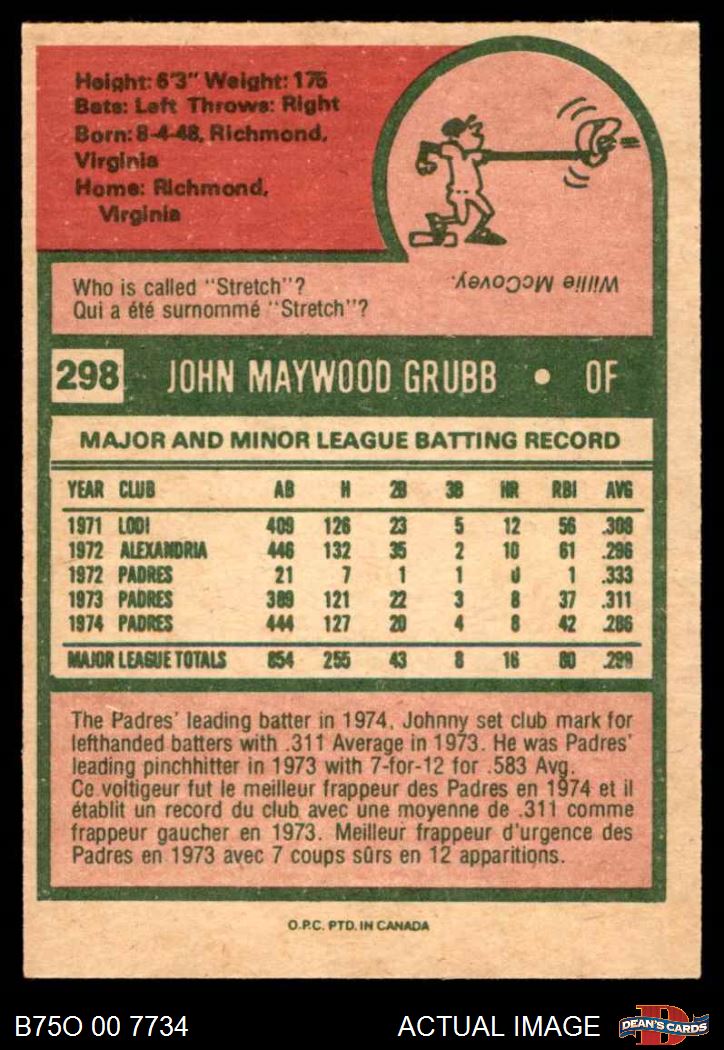 Height: 6'3" Weight: 175
Bats: Left Throws: Right
Born: 8-4-48, Richmond,
Virginia
Home: Richmond,
Virginia
Who is called "Stretch"?
Qui a été surnommé "Stretch"?
Willie McCovey.
298 JOHN MAYWOOD GRUBB • OF
MAJOR AND MINOR LEAGUE BATTING RECORD
YEAR CLUB AB H 2B 3B HR RBI AVG
1971 LODI 409 126 23 5 12 56 .308
1972 ALEXANDRIA 446 132 35 2 10 61 .296
1972 PADRES 21 7 1 1 0 1 .333
1973 PADRES 389 121 22 3 8 37 .311
1974 PADRES 444 127 20 4 8 42 .286
MAJOR LEAGUE TOTALS 854 255 43 8 16 80 .299
The Padres' leading batter in 1974, Johnny set club mark for
lefthanded batters with .311 Average in 1973. He was Padres'
leading pinchhitter in 1973 with 7-for-12 for .583 Avg.
Ce voltigeur fut le meilleur frappeur des Padres en 1974 et il
établit un record du club avec une moyenne de .311 comme
frappeur gaucher en 1973. Meilleur frappeur d'urgence des
Padres en 1973 avec 7 coups sûrs en 12 apparitions.
O.P.C. PTD. IN CANADA
B75O 00 7734 ACTUAL IMAGE D DEAN'S CARDS